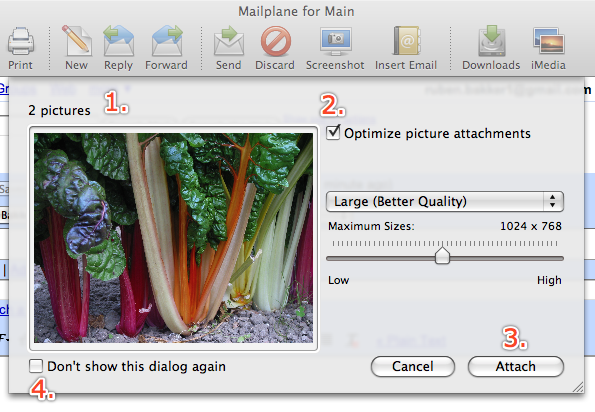 Mailplane for Main
Print New Reply Forward Send Discard Screenshot Insert Email Downloads iMedia
1.
2 pictures
2.
Optimize picture attachments
Large (Better Quality)
Maximum Sizes: 1024 x 768
Low High
3.
Don't show this dialog again
Cancel Attach
4.